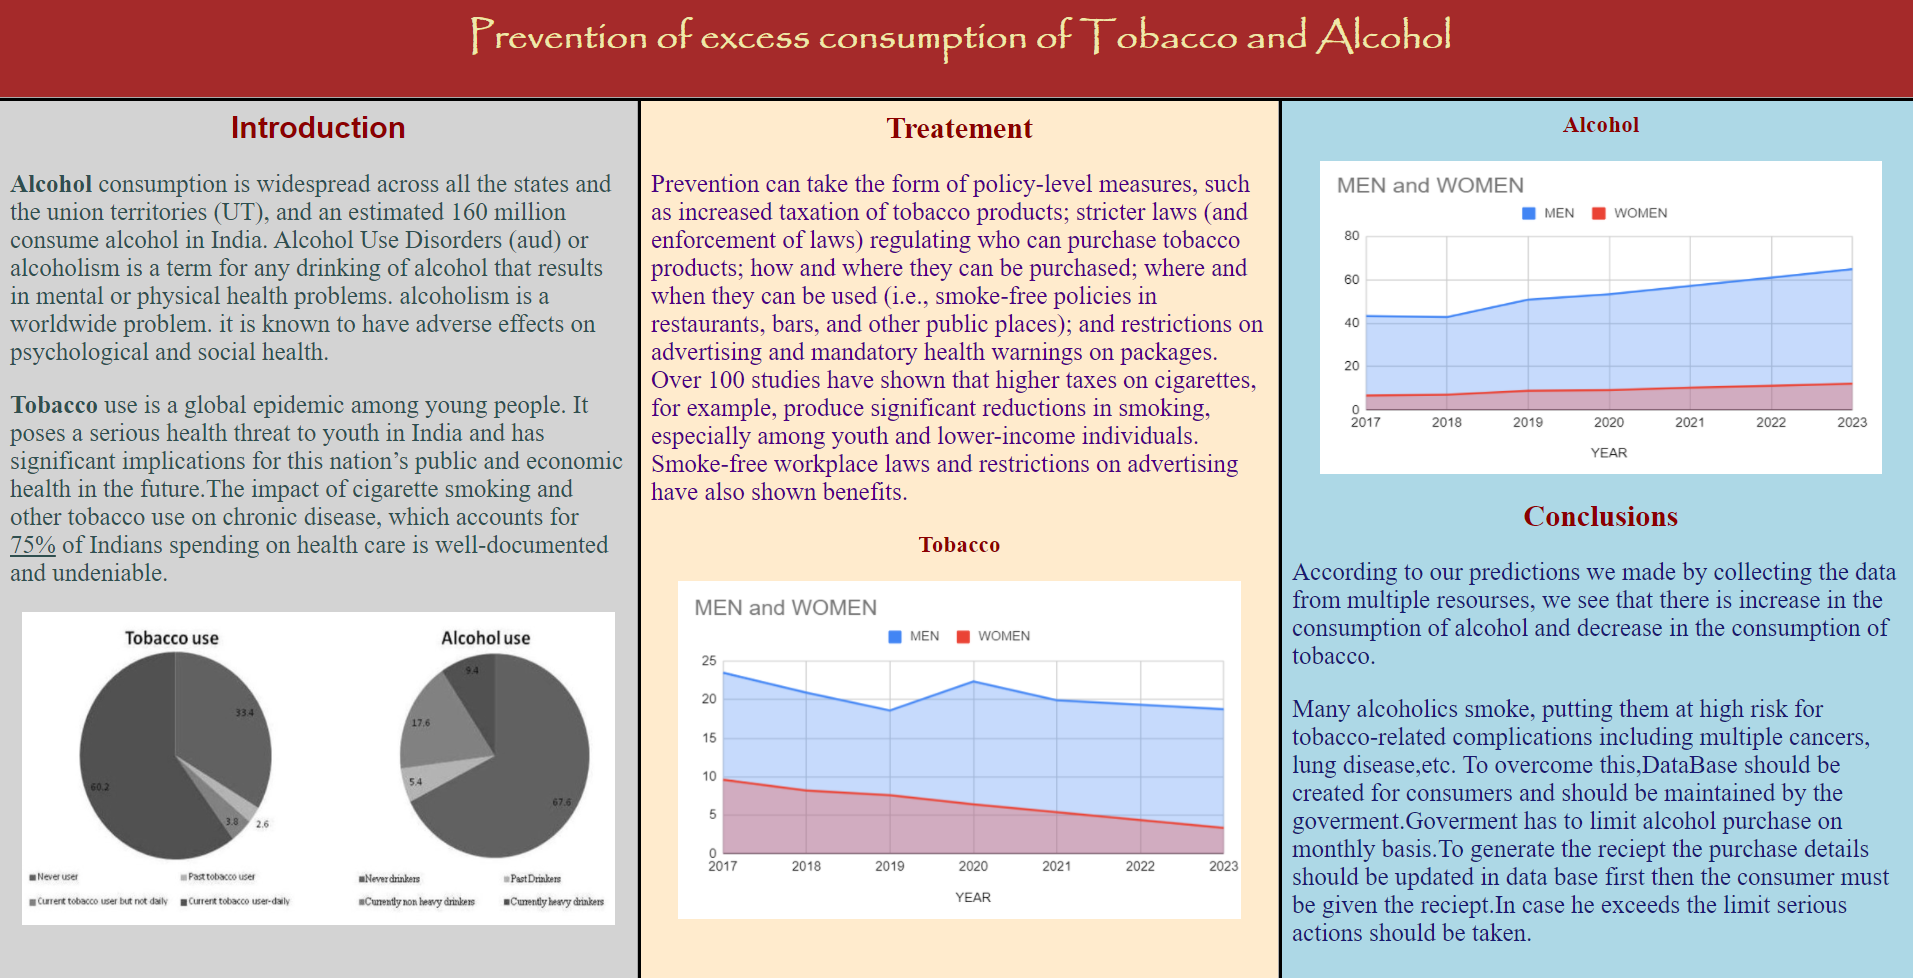 Prevention of excess consumption of Tobacco and Alcohol
Introduction
Alcohol consumption is widespread across all the states and
the union territories (UT), and an estimated 160 million
consume alcohol in India. Alcohol Use Disorders (aud) or
alcoholism is a term for any drinking of alcohol that results
in mental or physical health problems. alcoholism is a
worldwide problem. it is known to have adverse effects on
psychological and social health.
Tobacco use is a global epidemic among young people. It
poses a serious health threat to youth in India and has
significant implications for this nation’s public and economic
health in the future.The impact of cigarette smoking and
other tobacco use on chronic disease, which accounts for
75% of Indians spending on health care is well-documented
and undeniable.
Tobacco use
33.4
60.2
3.8
2.6
Never user
Past tobacco user
Current tobacco user but not daily
Current tobacco user-daily
Alcohol use
9.4
17.6
5.4
67.6
Never drinkers
Past Drinkers
Currently non heavy drinkers
Currently heavy drinkers
Treatement
Prevention can take the form of policy-level measures, such
as increased taxation of tobacco products; stricter laws (and
enforcement of laws) regulating who can purchase tobacco
products; how and where they can be purchased; where and
when they can be used (i.e., smoke-free policies in
restaurants, bars, and other public places); and restrictions on
advertising and mandatory health warnings on packages.
Over 100 studies have shown that higher taxes on cigarettes,
for example, produce significant reductions in smoking,
especially among youth and lower-income individuals.
Smoke-free workplace laws and restrictions on advertising
have also shown benefits.
Tobacco
MEN and WOMEN
MEN WOMEN
25
20
15
10
5
0
2017 2018 2019 2020 2021 2022 2023
YEAR
Alcohol
MEN and WOMEN
MEN WOMEN
80
60
40
20
0
2017 2018 2019 2020 2021 2022 2023
YEAR
Conclusions
According to our predictions we made by collecting the data
from multiple resourses, we see that there is increase in the
consumption of alcohol and decrease in the consumption of
tobacco.
Many alcoholics smoke, putting them at high risk for
tobacco-related complications including multiple cancers,
lung disease,etc. To overcome this,DataBase should be
created for consumers and should be maintained by the
goverment.Goverment has to limit alcohol purchase on
monthly basis.To generate the reciept the purchase details
should be updated in data base first then the consumer must
be given the reciept.In case he exceeds the limit serious
actions should be taken.